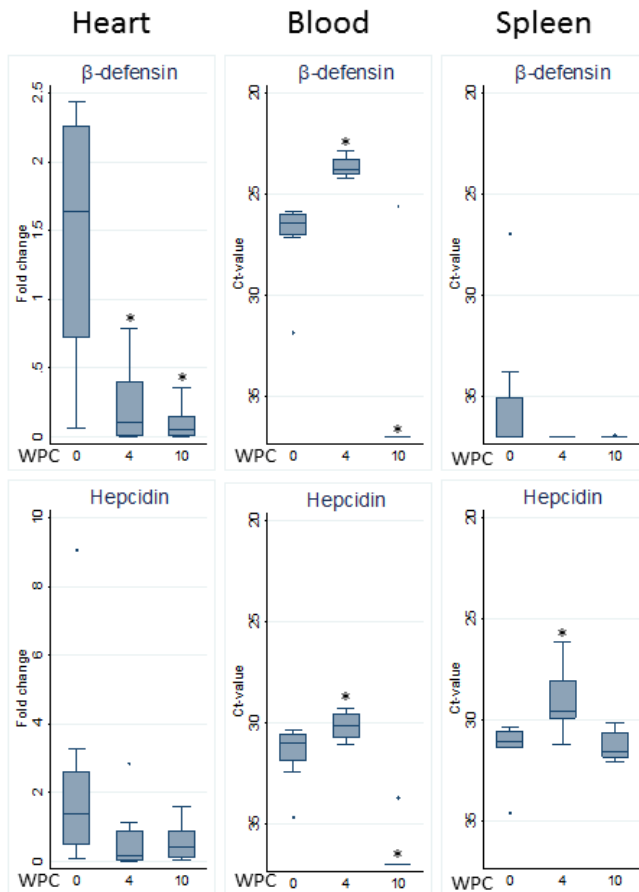 Heart Blood Spleen
β-defensin β-defensin β-defensin
Fold change
2.5
2
1.5
1
.5
0
* *
WPC 0 4 10
Ct-value
20
25
30
35
* *
WPC 0 4 10
Ct-value
20
25
30
35
WPC 0 4 10
Hepcidin Hepcidin Hepcidin
Fold change
10
8
6
4
2
0
WPC 0 4 10
Ct-value
20
25
30
35
* *
WPC 0 4 10
Ct-value
20
25
30
35
*
WPC 0 4 10